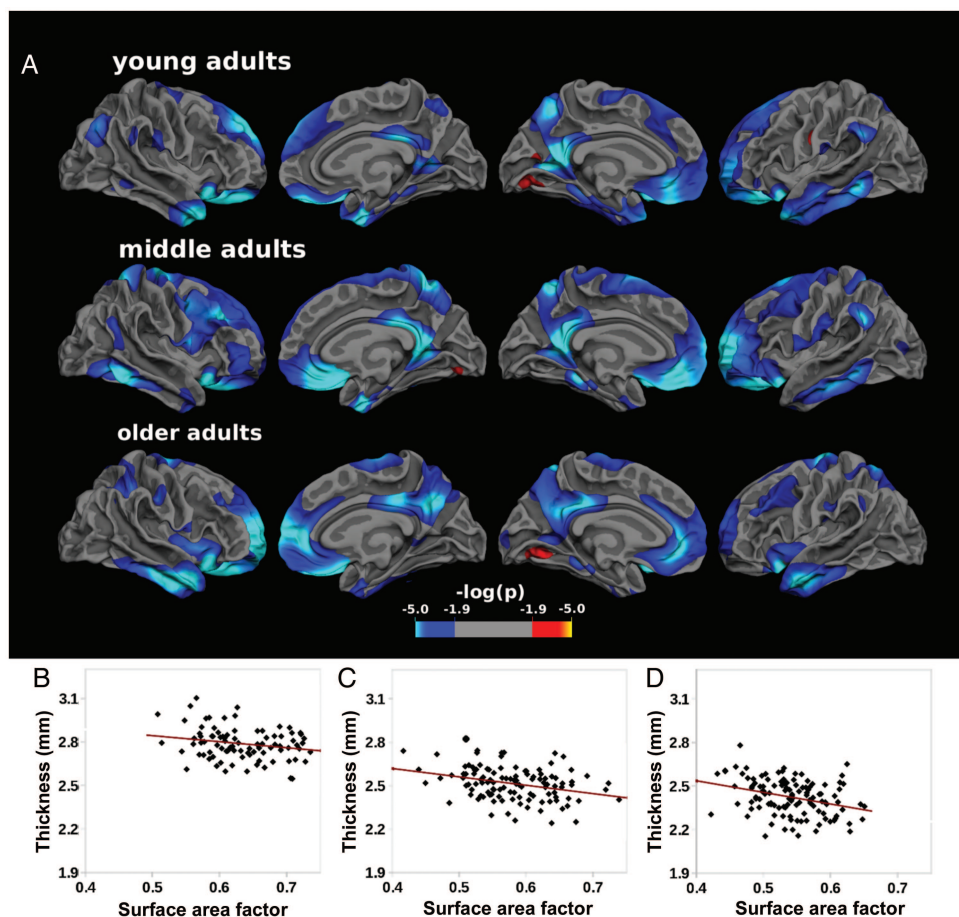 A
young adults
middle adults
older adults
-log(p)
-5.0 -1.9 -1.9 -5.0
B C D
3.1 3.1 3.1
2.8 2.8 2.8
2.5 2.5 2.5
2.2 2.2 2.2
1.9 1.9 1.9
Thickness (mm) Thickness (mm) Thickness (mm)
0.4 0.5 0.6 0.7 0.4 0.5 0.6 0.7 0.4 0.5 0.6 0.7
Surface area factor Surface area factor Surface area factor